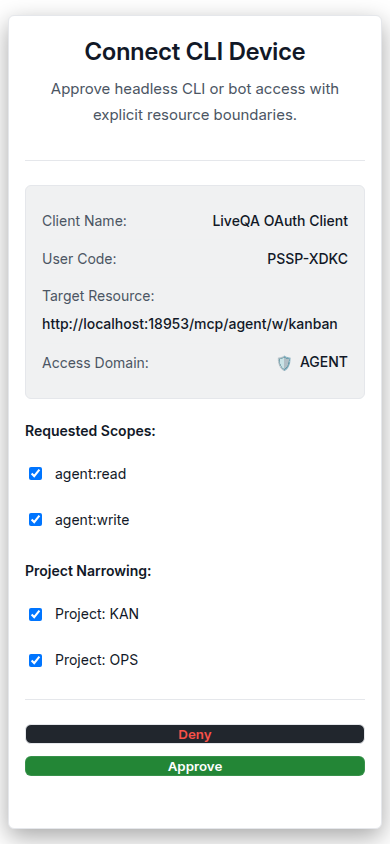 Connect CLI Device
Approve headless CLI or bot access with
explicit resource boundaries.
Client Name: LiveQA OAuth Client
User Code: PSSP-XDKC
Target Resource:
http://localhost:18953/mcp/agent/w/kanban
Access Domain: 🛡️ AGENT
Requested Scopes:
agent:read
agent:write
Project Narrowing:
Project: KAN
Project: OPS
Deny
Approve